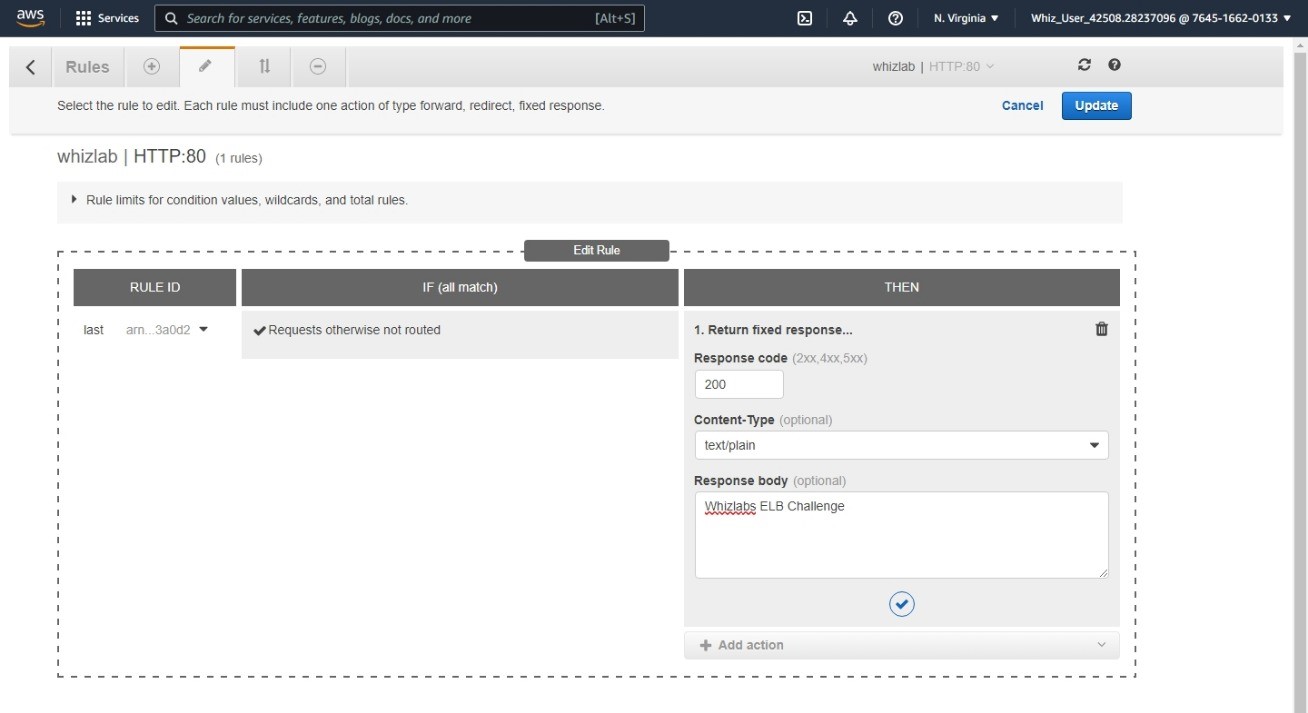 aws Services Search for services, features, blogs, docs, and more [Alt+S] N. Virginia Whiz_User_42508.28237096 @ 7645-1662-0133
Rules whizlab | HTTP:80
Select the rule to edit. Each rule must include one action of type forward, redirect, fixed response. Cancel Update
whizlab | HTTP:80 (1 rules)
Rule limits for condition values, wildcards, and total rules.
Edit Rule
RULE ID IF (all match) THEN
last arn...3a0d2 Requests otherwise not routed 1. Return fixed response...
Response code (2xx,4xx,5xx)
200
Content-Type (optional)
text/plain
Response body (optional)
Whizlabs ELB Challenge
Add action